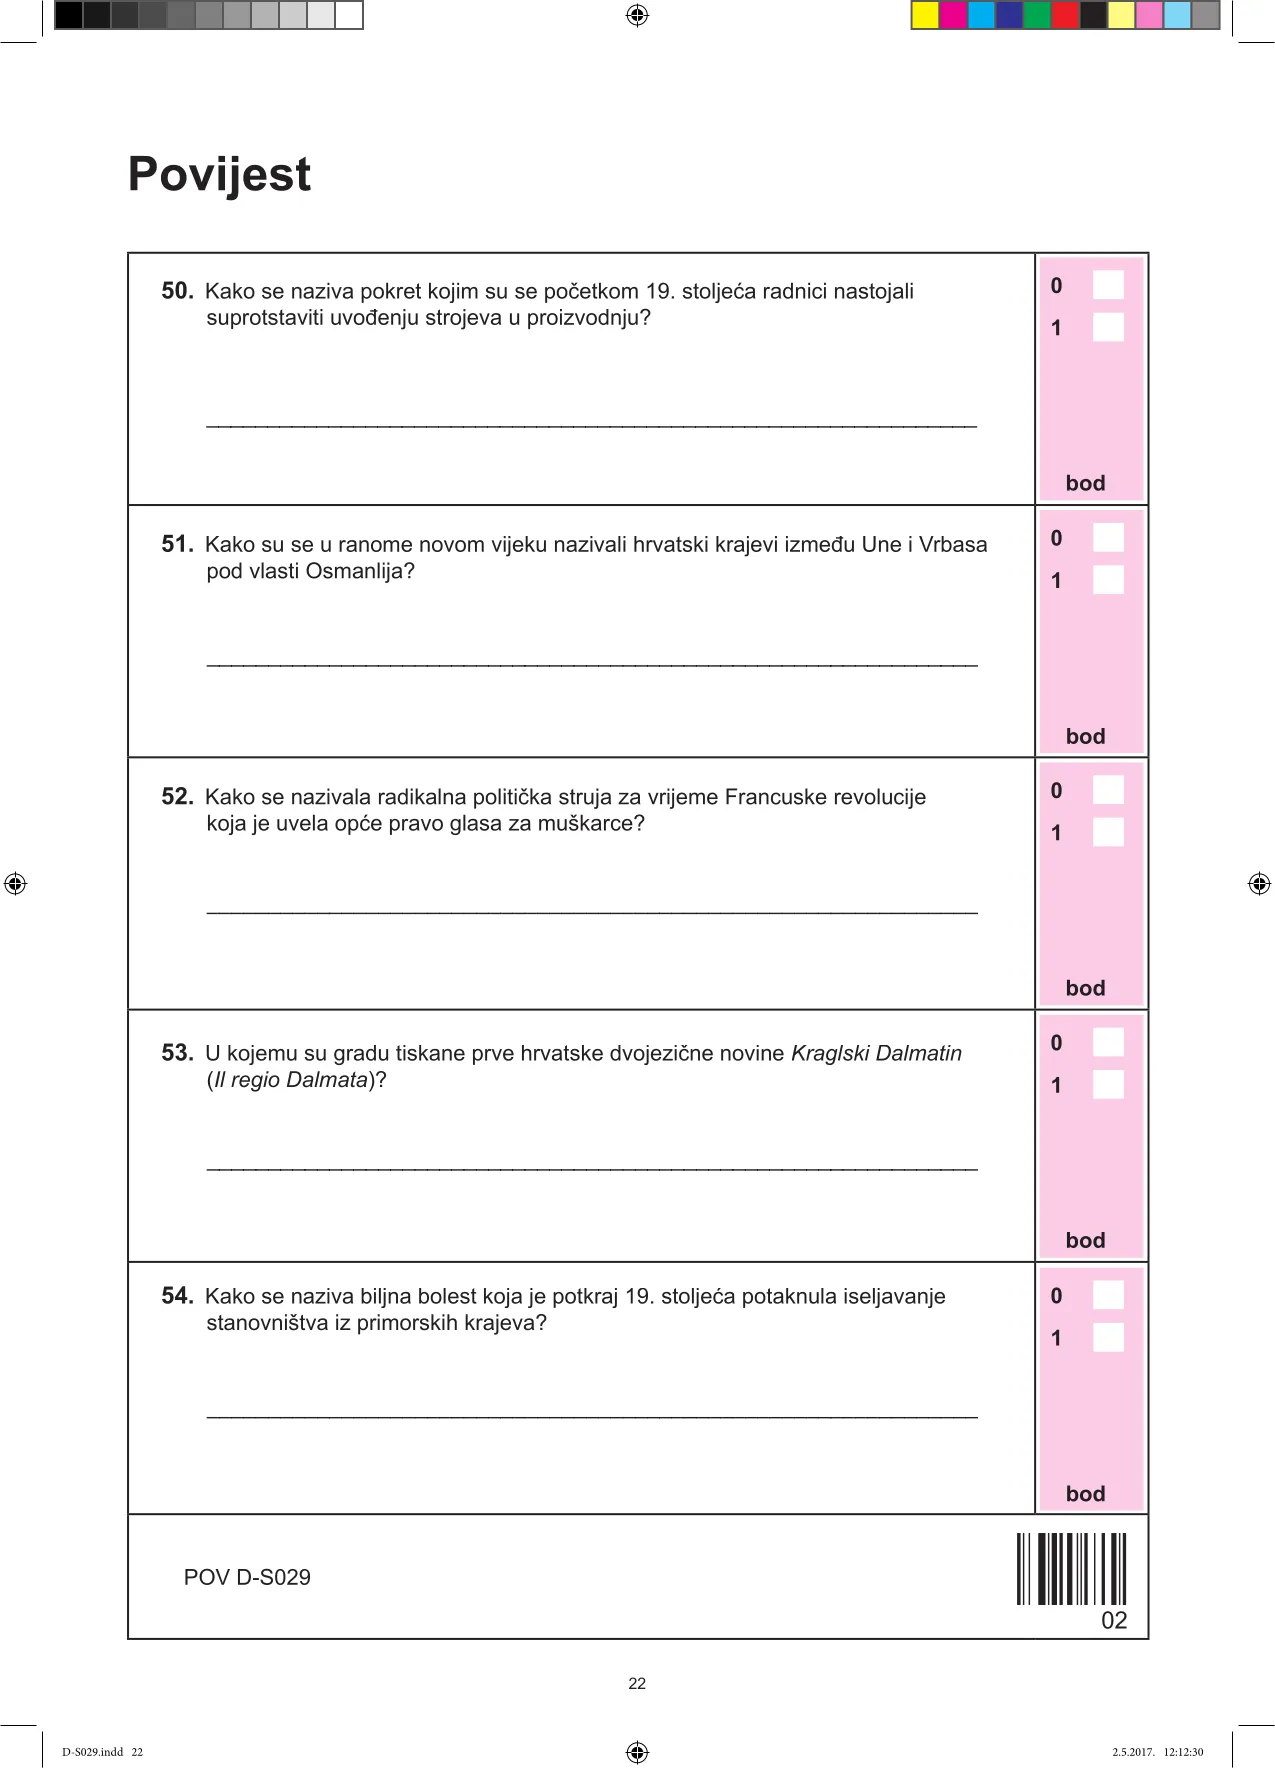 Povijest
50. Kako se naziva pokret kojim su se početkom 19. stoljeća radnici nastojali
suprotstaviti uvođenju strojeva u proizvodnju?
0
1
bod
51. Kako su se u ranome novom vijeku nazivali hrvatski krajevi između Une i Vrbasa
pod vlasti Osmanlija?
0
1
bod
52. Kako se nazivala radikalna politička struja za vrijeme Francuske revolucije
koja je uvela opće pravo glasa za muškarce?
0
1
bod
53. U kojemu su gradu tiskane prve hrvatske dvojezične novine Kraglski Dalmatin
(Il regio Dalmata)?
0
1
bod
54. Kako se naziva biljna bolest koja je potkraj 19. stoljeća potaknula iseljavanje
stanovništva iz primorskih krajeva?
0
1
bod
POV D-S029
02
22
D-S029.indd 22
2.5.2017. 12:12:30